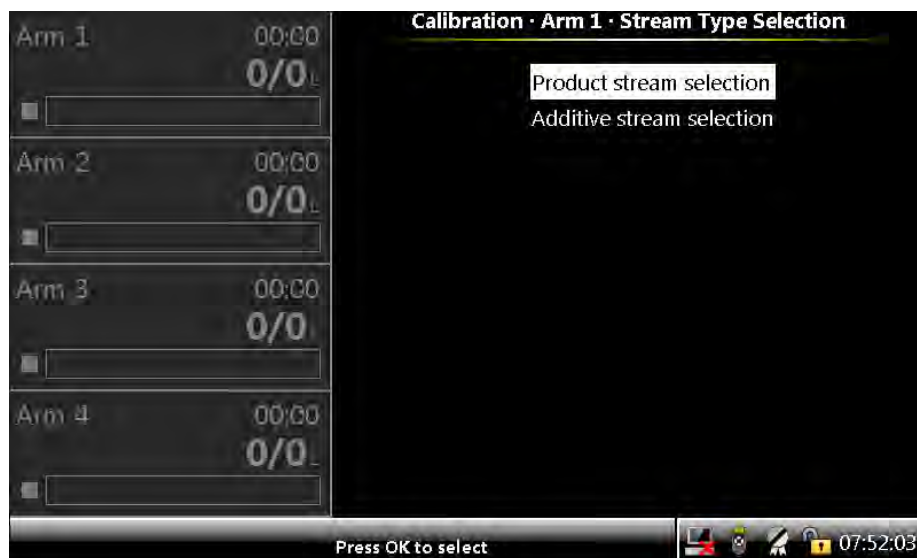 Arm 1 00:00
0/0 L
Arm 2 00:00
0/0 L
Arm 3 00:00
0/0
Arm 4 00:00
0/0
Calibration · Arm 1 · Stream Type Selection
Product stream selection
Additive stream selection
Press OK to select
07:52:03